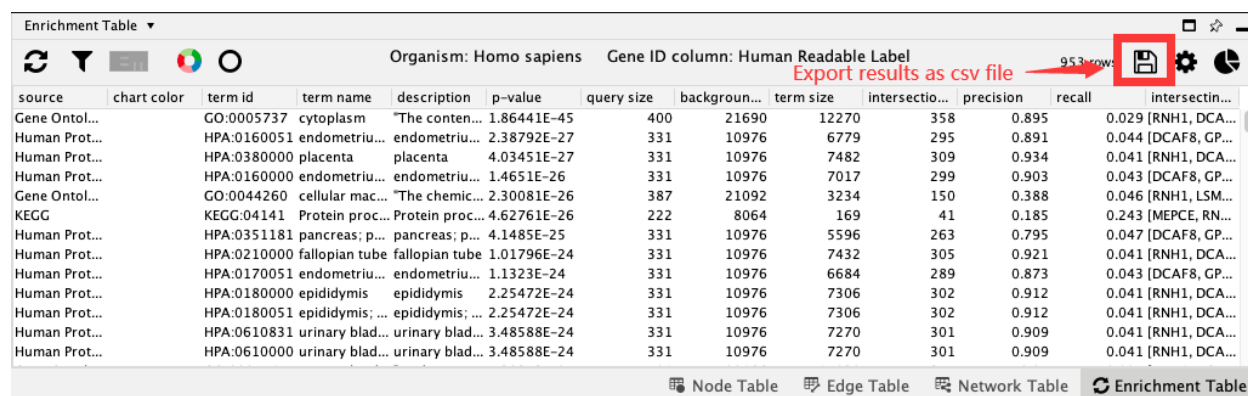 Enrichment Table ▼
Organism: Homo sapiens Gene ID column: Human Readable Label 953 rows
Export results as csv file
source chart color term id term name description p-value query size backgroun... term size intersectio... precision recall intersectin...
Gene Ontol... GO:0005737 cytoplasm "The conten... 1.86441E-45 400 21690 12270 358 0.895 0.029 [RNH1, DCA...
Human Prot... HPA:0160051 endometriu... endometriu... 2.38792E-27 331 10976 6779 295 0.891 0.044 [DCAF8, GP...
Human Prot... HPA:0380000 placenta placenta 4.03451E-27 331 10976 7482 309 0.934 0.041 [RNH1, DCA...
Human Prot... HPA:0160000 endometriu... endometriu... 1.4651E-26 331 10976 7017 299 0.903 0.043 [DCAF8, GP...
Gene Ontol... GO:0044260 cellular mac... "The chemic... 2.30081E-26 387 21092 3234 150 0.388 0.046 [RNH1, LSM...
KEGG KEGG:04141 Protein proc... Protein proc... 4.62761E-26 222 8064 169 41 0.185 0.243 [MEPCE, RN...
Human Prot... HPA:0351181 pancreas; p... pancreas; p... 4.1485E-25 331 10976 5596 263 0.795 0.047 [DCAF8, GP...
Human Prot... HPA:0210000 fallopian tube fallopian tube 1.01796E-24 331 10976 7432 305 0.921 0.041 [RNH1, DCA...
Human Prot... HPA:0170051 endometriu... endometriu... 1.1323E-24 331 10976 6684 289 0.873 0.043 [DCAF8, GP...
Human Prot... HPA:0180000 epididymis epididymis 2.25472E-24 331 10976 7306 302 0.912 0.041 [RNH1, DCA...
Human Prot... HPA:0180051 epididymis; ... epididymis; ... 2.25472E-24 331 10976 7306 302 0.912 0.041 [RNH1, DCA...
Human Prot... HPA:0610831 urinary blad... urinary blad... 3.48588E-24 331 10976 7270 301 0.909 0.041 [RNH1, DCA...
Human Prot... HPA:0610000 urinary blad... urinary blad... 3.48588E-24 331 10976 7270 301 0.909 0.041 [RNH1, DCA...
Node Table Edge Table Network Table Enrichment Table